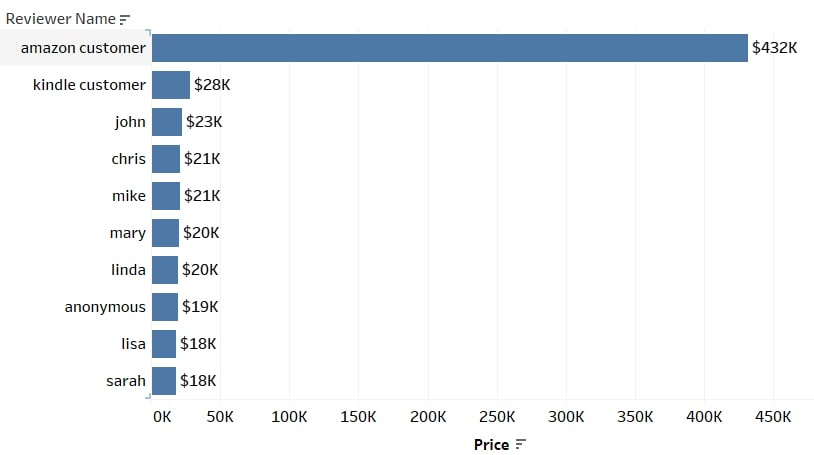 Reviewer Name
amazon customer $432K
kindle customer $28K
john $23K
chris $21K
mike $21K
mary $20K
linda $20K
anonymous $19K
lisa $18K
sarah $18K
0K 50K 100K 150K 200K 250K 300K 350K 400K 450K
Price